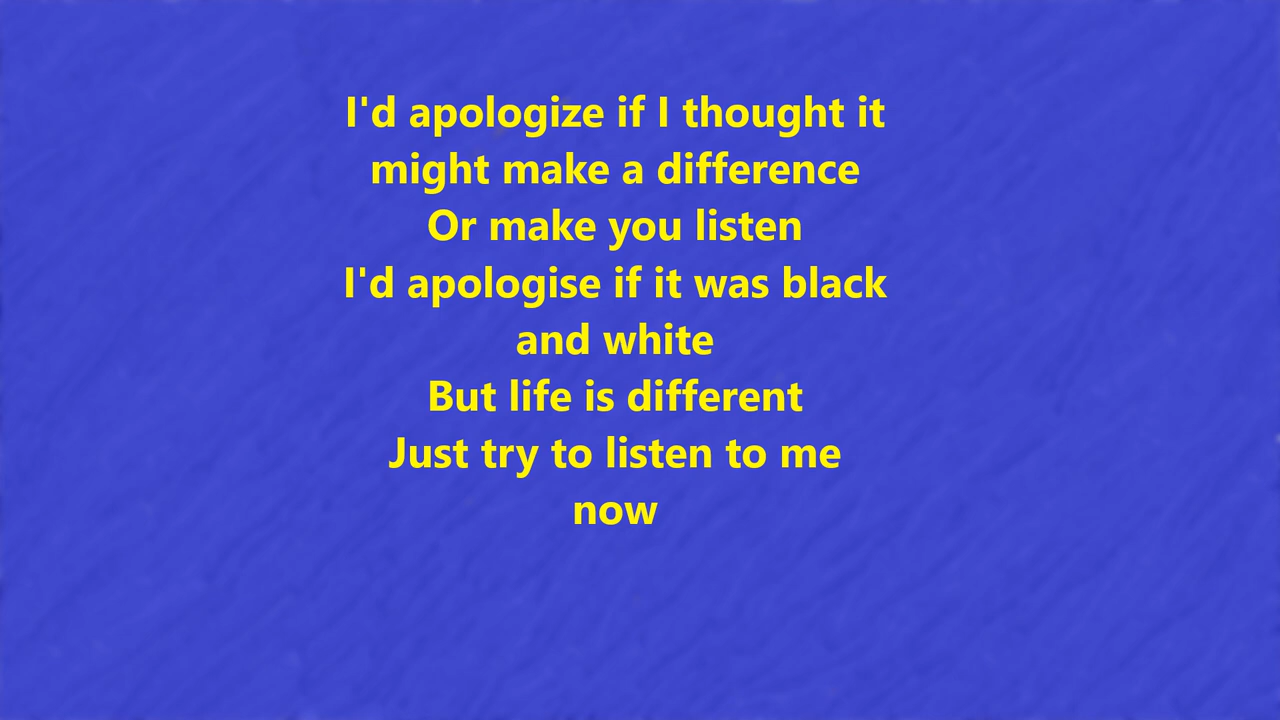 I'd apologize if I thought it
might make a difference
Or make you listen
I'd apologise if it was black
and white
But life is different
Just try to listen to me
now